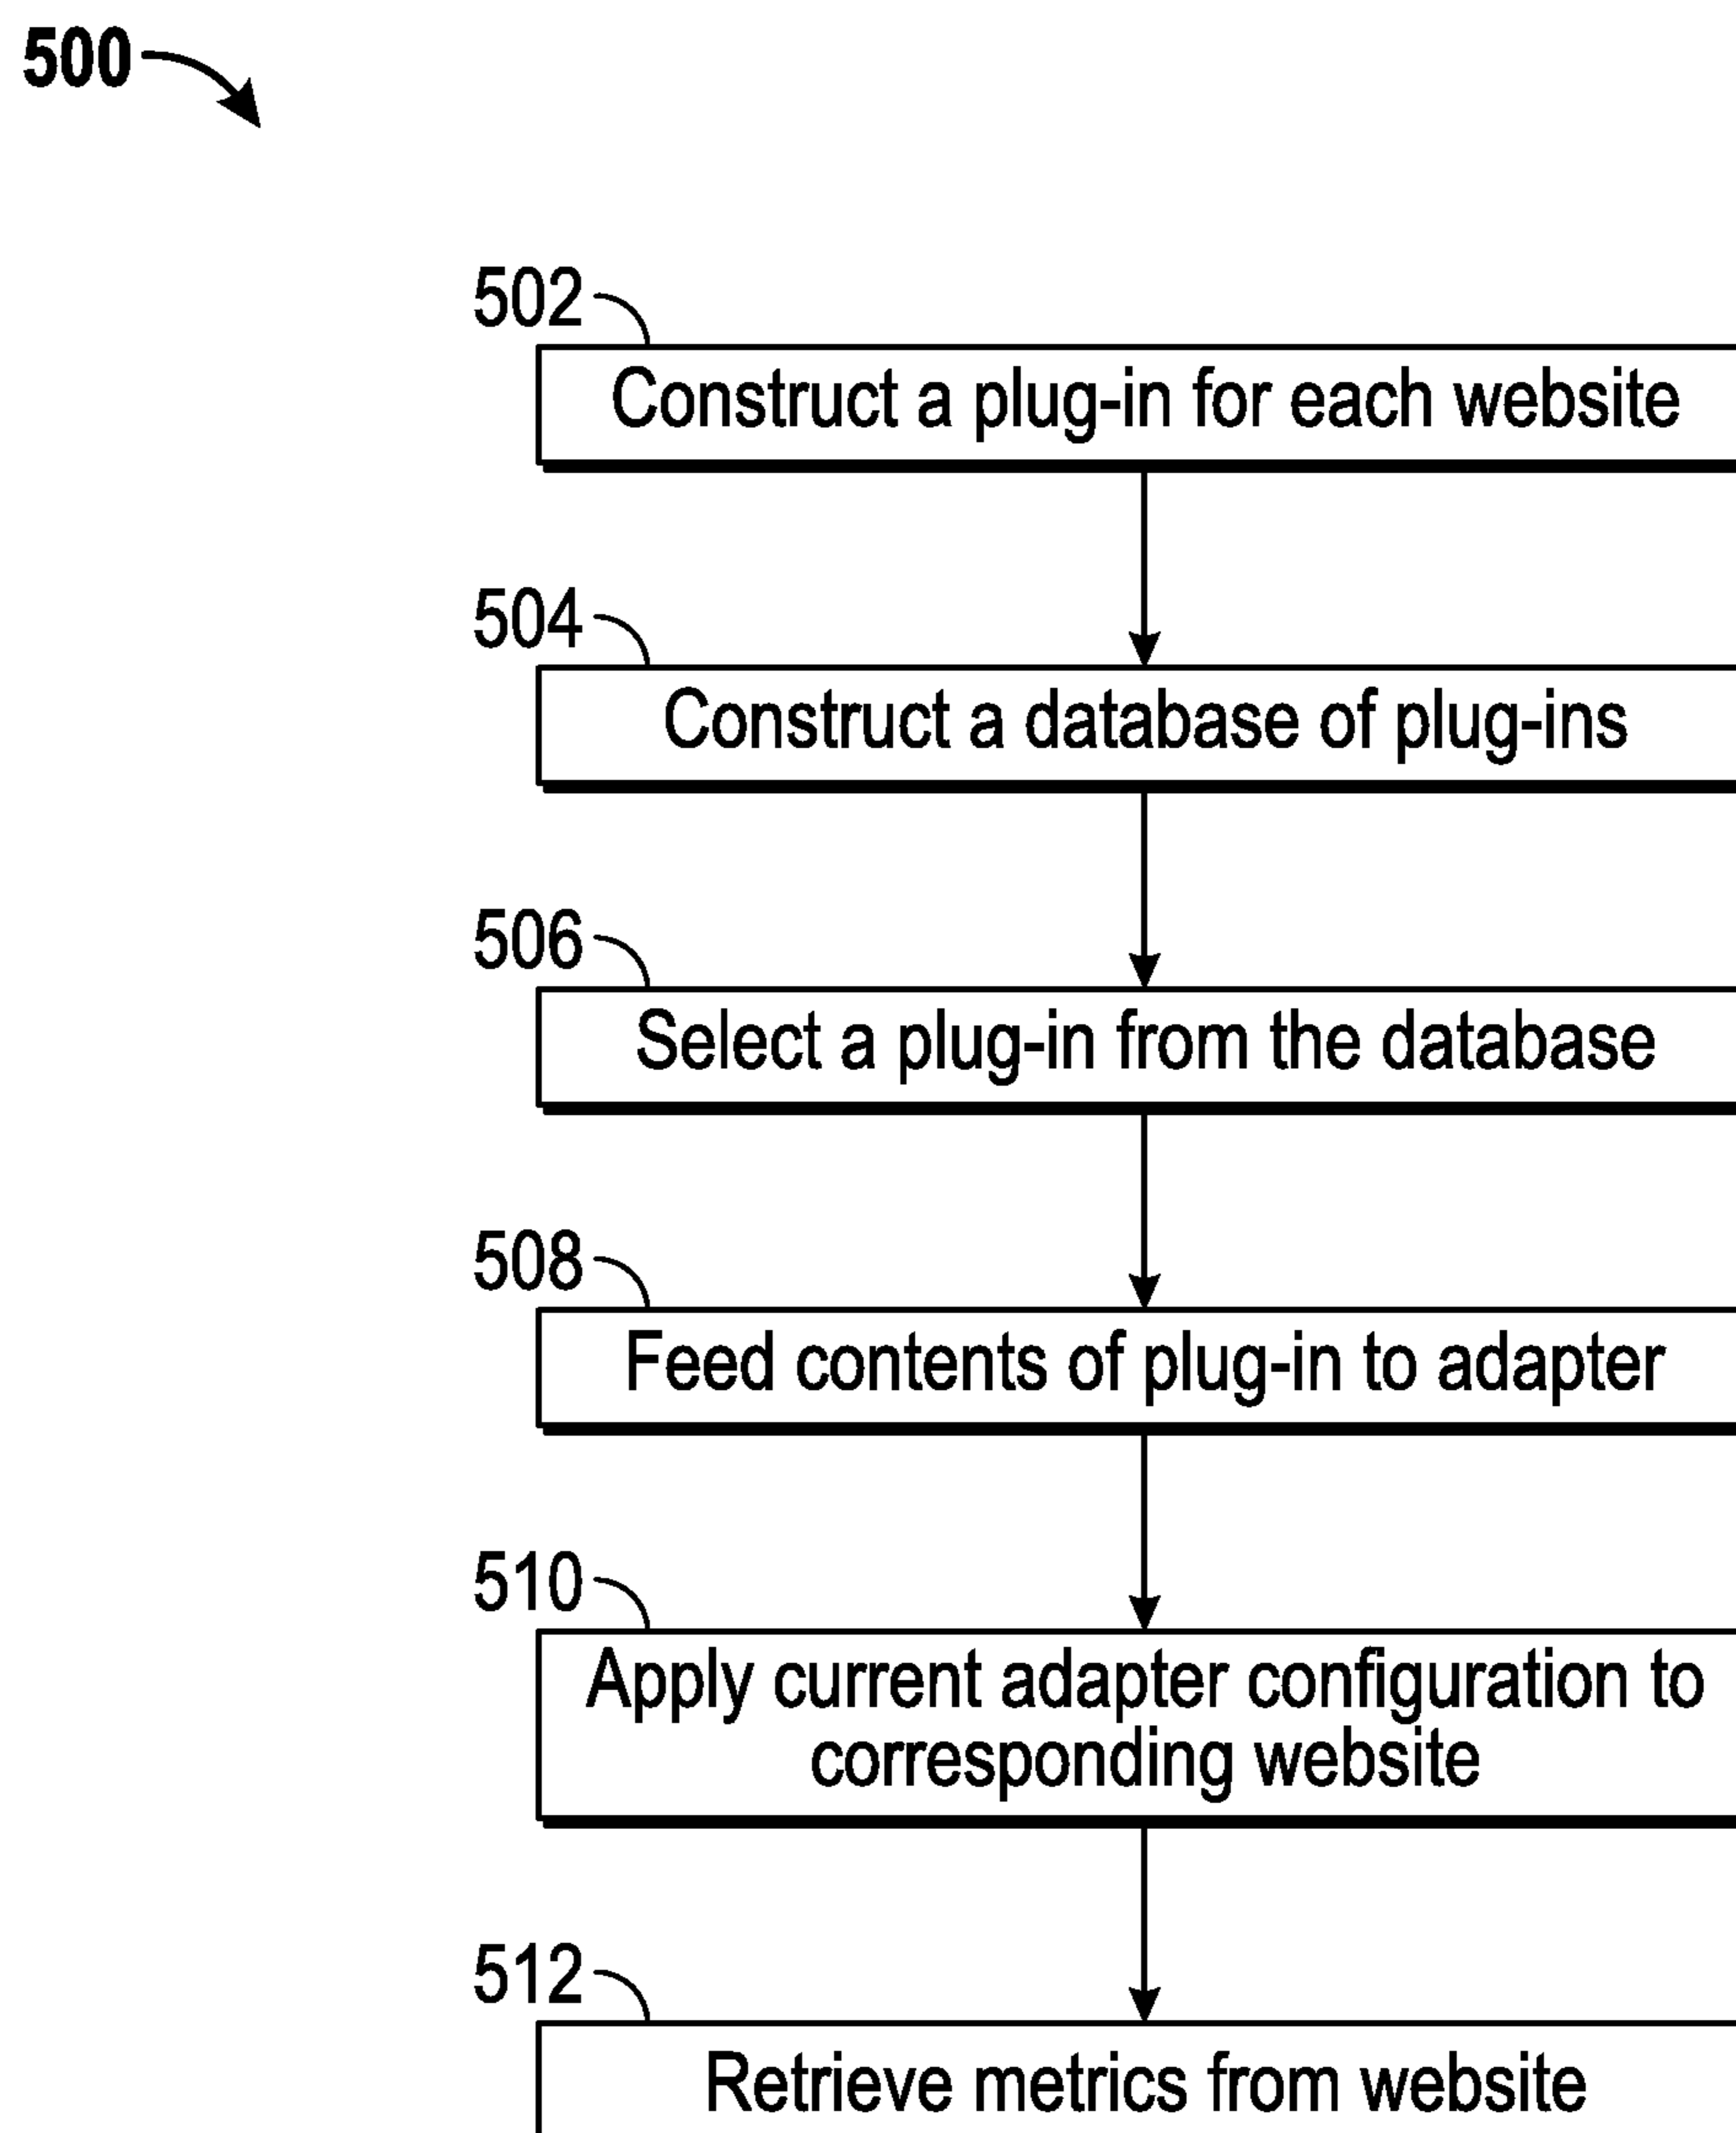 500
502
Construct a plug-in for each website
504
Construct a database of plug-ins
506
Select a plug-in from the database
508
Feed contents of plug-in to adapter
510
Apply current adapter configuration to
corresponding website
512
Retrieve metrics from website